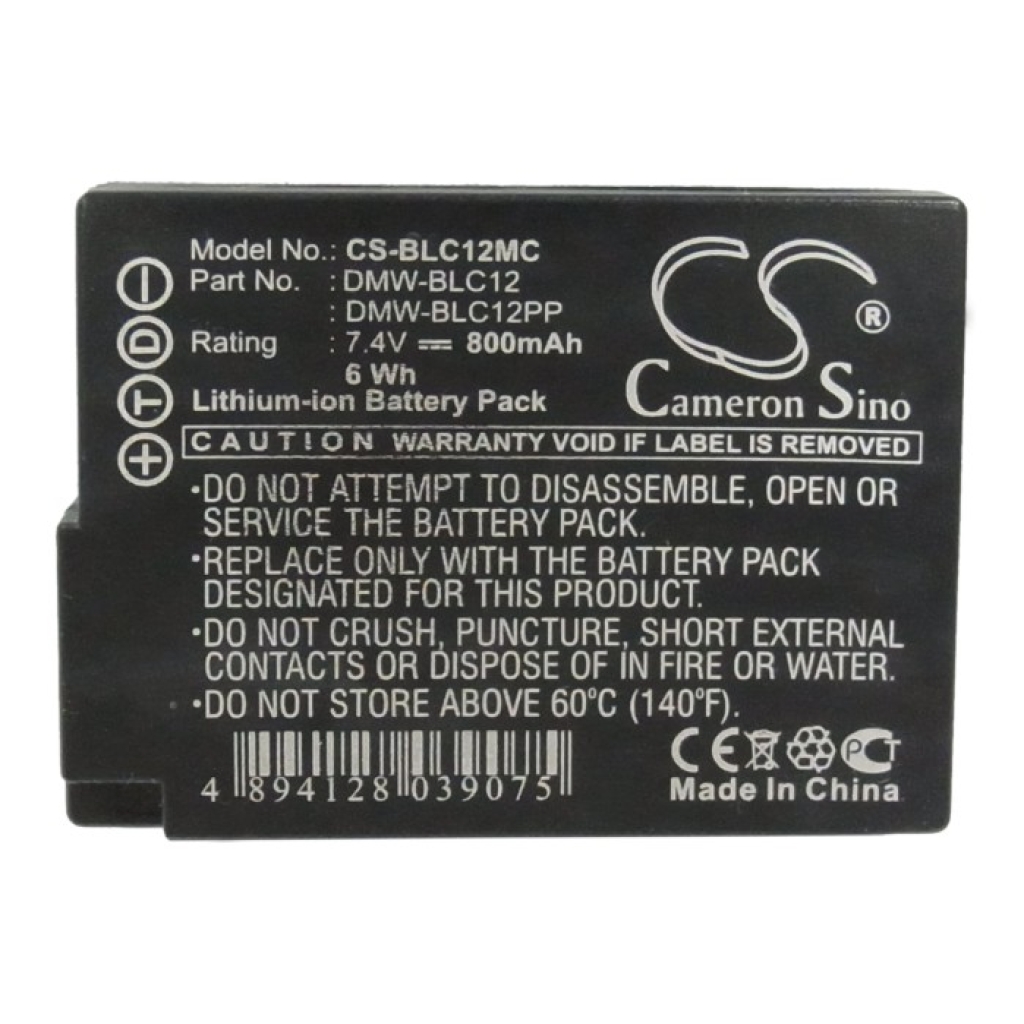 Model No.: CS-BLC12MC
Part No. : DMW-BLC12
: DMW-BLC12PP
Rating : 7.4V 800mAh
6 Wh
Lithium-ion Battery Pack
− D T +
CS ®
Cameron Sino
CAUTION WARRANTY VOID IF LABEL IS REMOVED
·DO NOT ATTEMPT TO DISASSEMBLE, OPEN OR
SERVICE THE BATTERY PACK.
·REPLACE ONLY WITH THE BATTERY PACK
DESIGNATED FOR THIS PRODUCT.
·DO NOT CRUSH, PUNCTURE, SHORT EXTERNAL
CONTACTS OR DISPOSE OF IN FIRE OR WATER.
·DO NOT STORE ABOVE 60°C (140°F).
4 894128 039075
CE PCT
Made In China